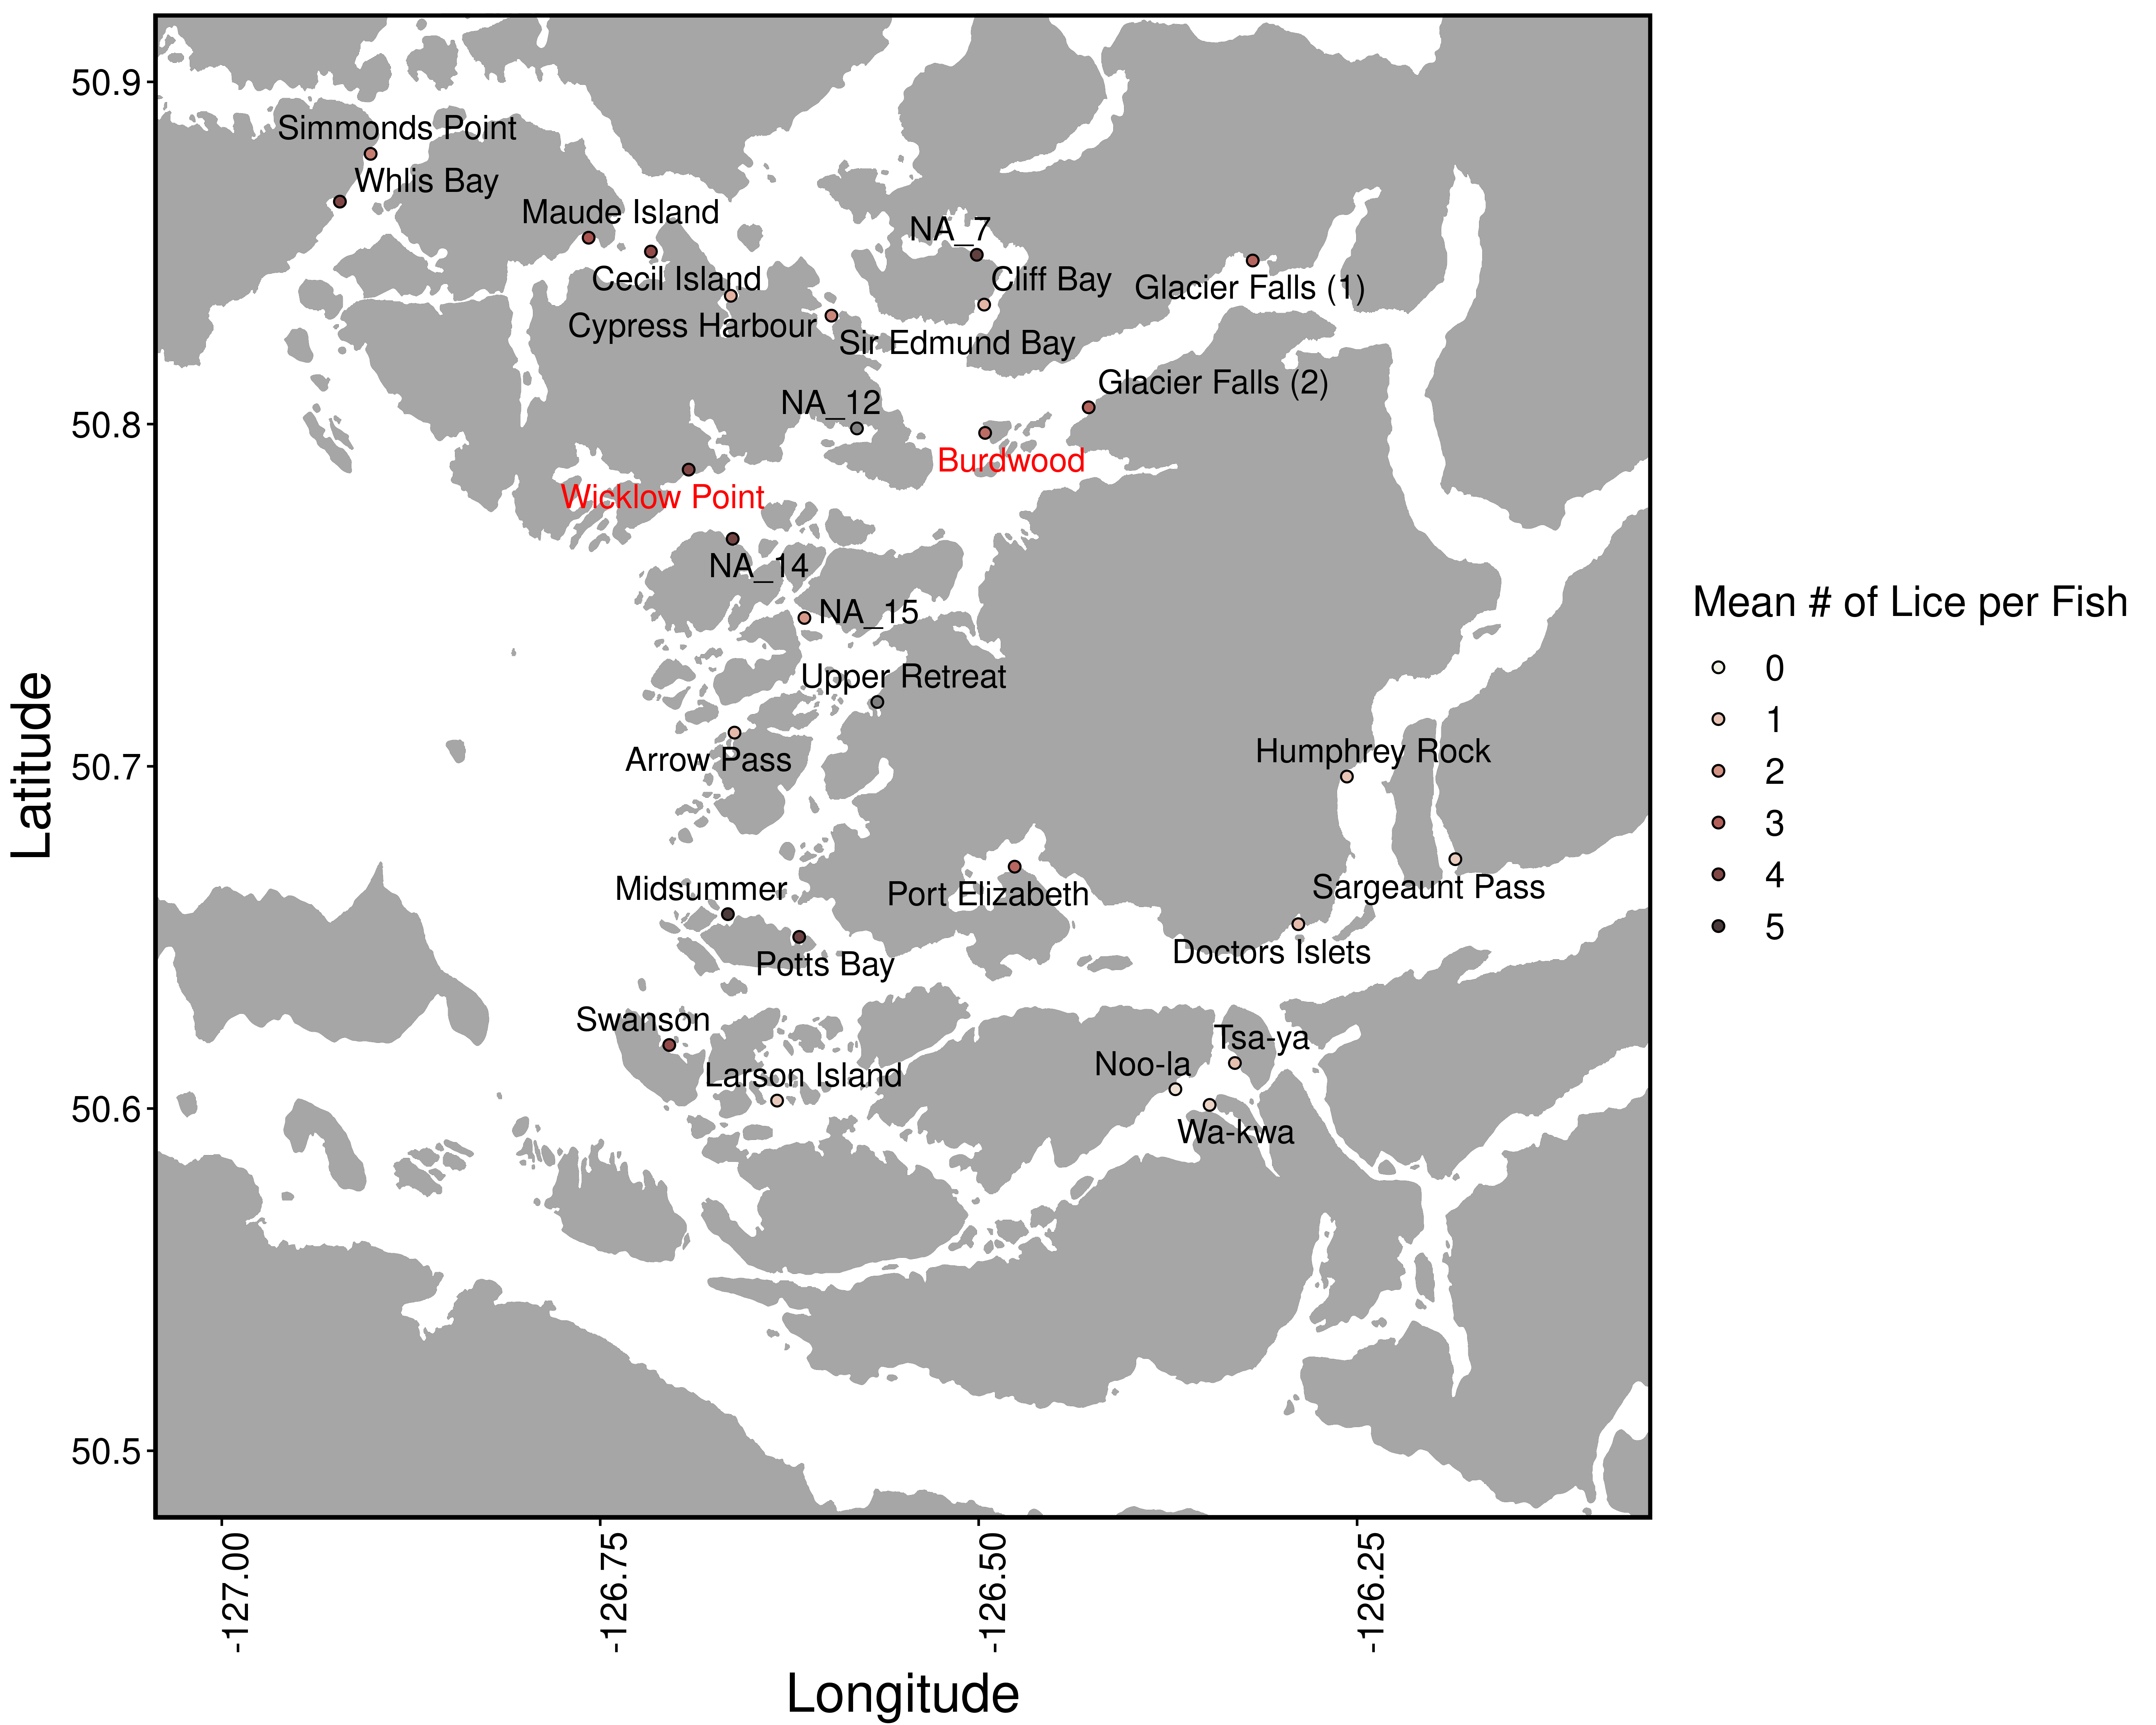 50.9
Simmonds Point
Whlis Bay
Maude Island
NA_7
Cecil Island
Cliff Bay
Glacier Falls (1)
Cypress Harbour
Sir Edmund Bay
Glacier Falls (2)
NA_12
50.8
Burdwood
Wicklow Point
NA_14
NA_15
Upper Retreat
Arrow Pass
50.7
Humphrey Rock
Midsummer
Port Elizabeth
Sargeaunt Pass
Potts Bay
Doctors Islets
Swanson
Tsa-ya
Noo-la
Larson Island
50.6
Wa-kwa
50.5
Latitude
-127.00
-126.75
-126.50
-126.25
Longitude
Mean # of Lice per Fish
0
1
2
3
4
5